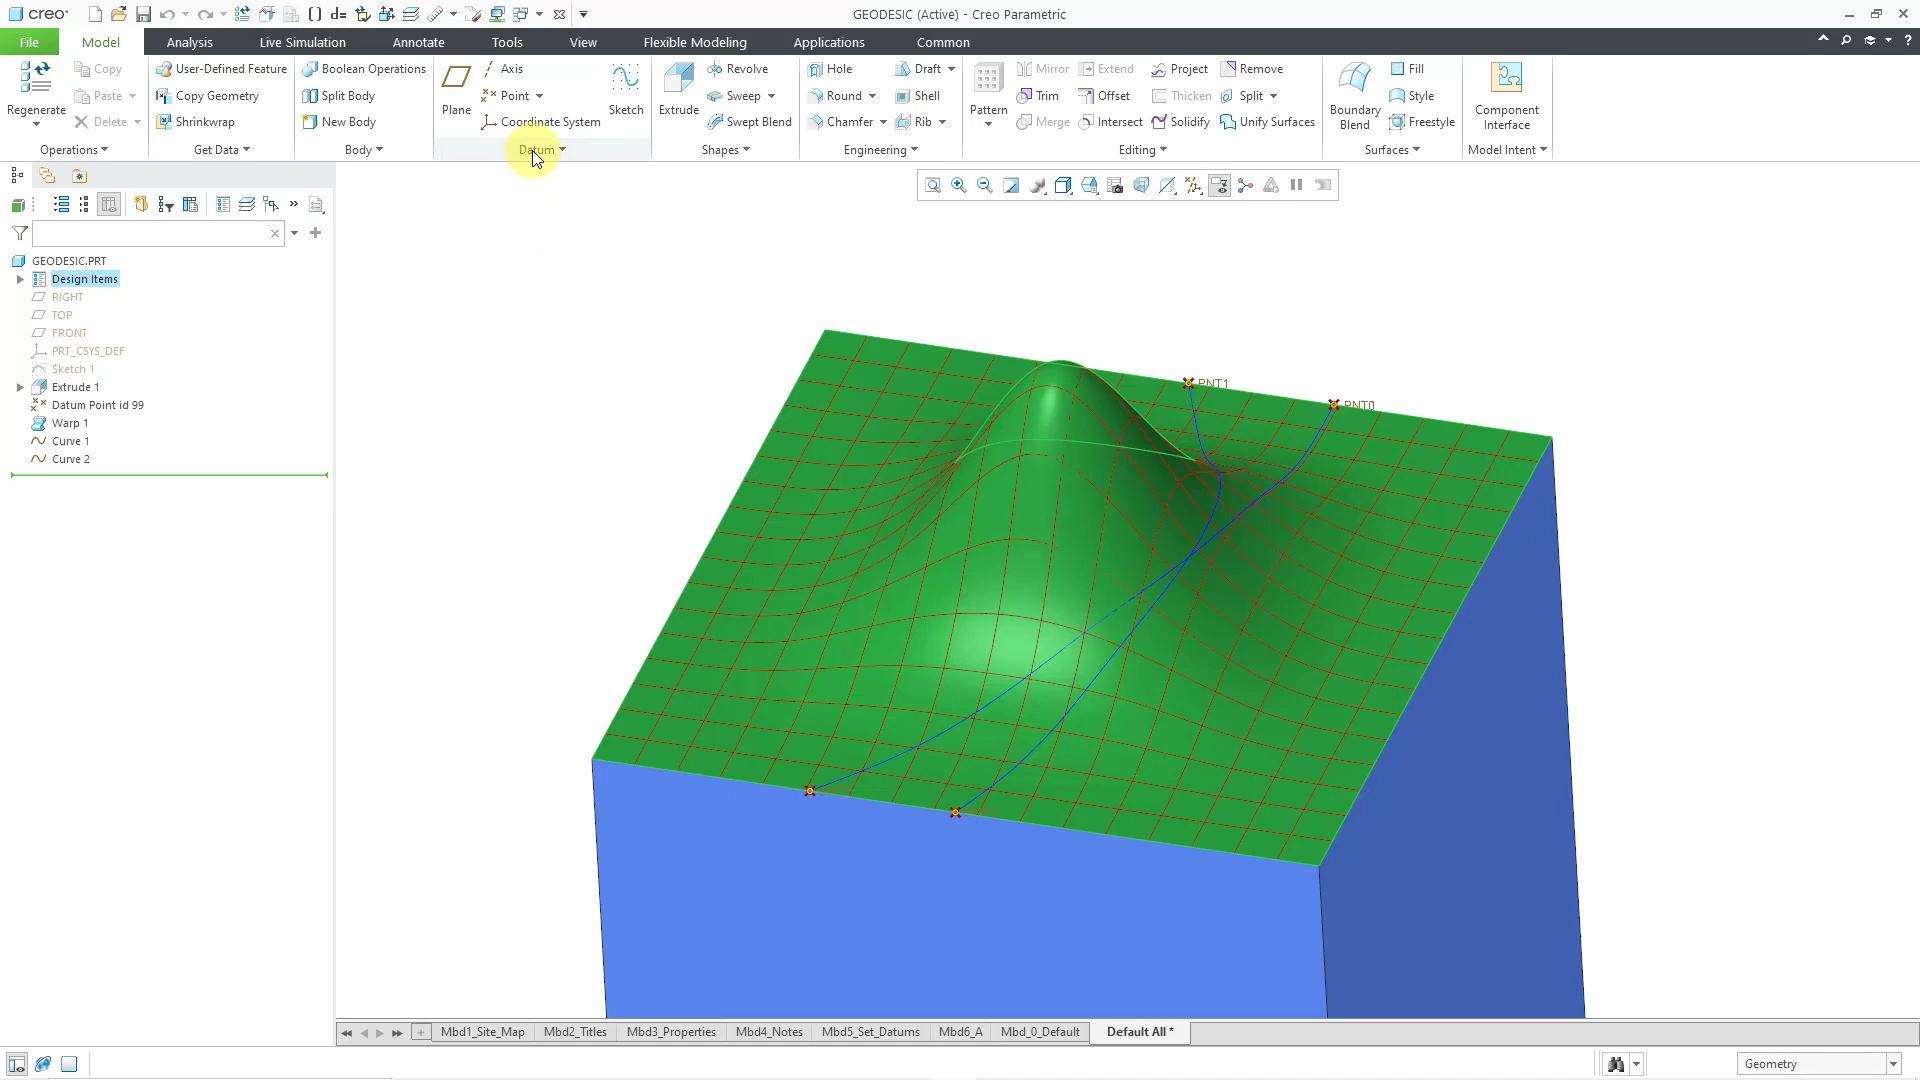 creo
GEODESIC (Active) - Creo Parametric
File
Model
Analysis
Live Simulation
Annotate
Tools
View
Flexible Modeling
Applications
Common
Regenerate
Copy
Paste
Delete
Operations
User-Defined Feature
Copy Geometry
Shrinkwrap
Get Data
Boolean Operations
Split Body
New Body
Body
Plane
Axis
Point
Coordinate System
Sketch
Datum
Extrude
Revolve
Sweep
Swept Blend
Shapes
Hole
Round
Chamfer
Draft
Shell
Rib
Engineering
Pattern
Mirror
Trim
Merge
Extend
Offset
Intersect
Project
Thicken
Solidify
Remove
Split
Unify Surfaces
Editing
Boundary
Blend
Fill
Style
Freestyle
Surfaces
Component
Interface
Model Intent
GEODESIC.PRT
Design Items
RIGHT
TOP
FRONT
PRT_CSYS_DEF
Sketch 1
Extrude 1
Datum Point id 99
Warp 1
Curve 1
Curve 2
PNT1
PNT0
Mbd1_Site_Map
Mbd2_Titles
Mbd3_Properties
Mbd4_Notes
Mbd5_Set_Datums
Mbd6_A
Mbd_0_Default
Default All *
Geometry